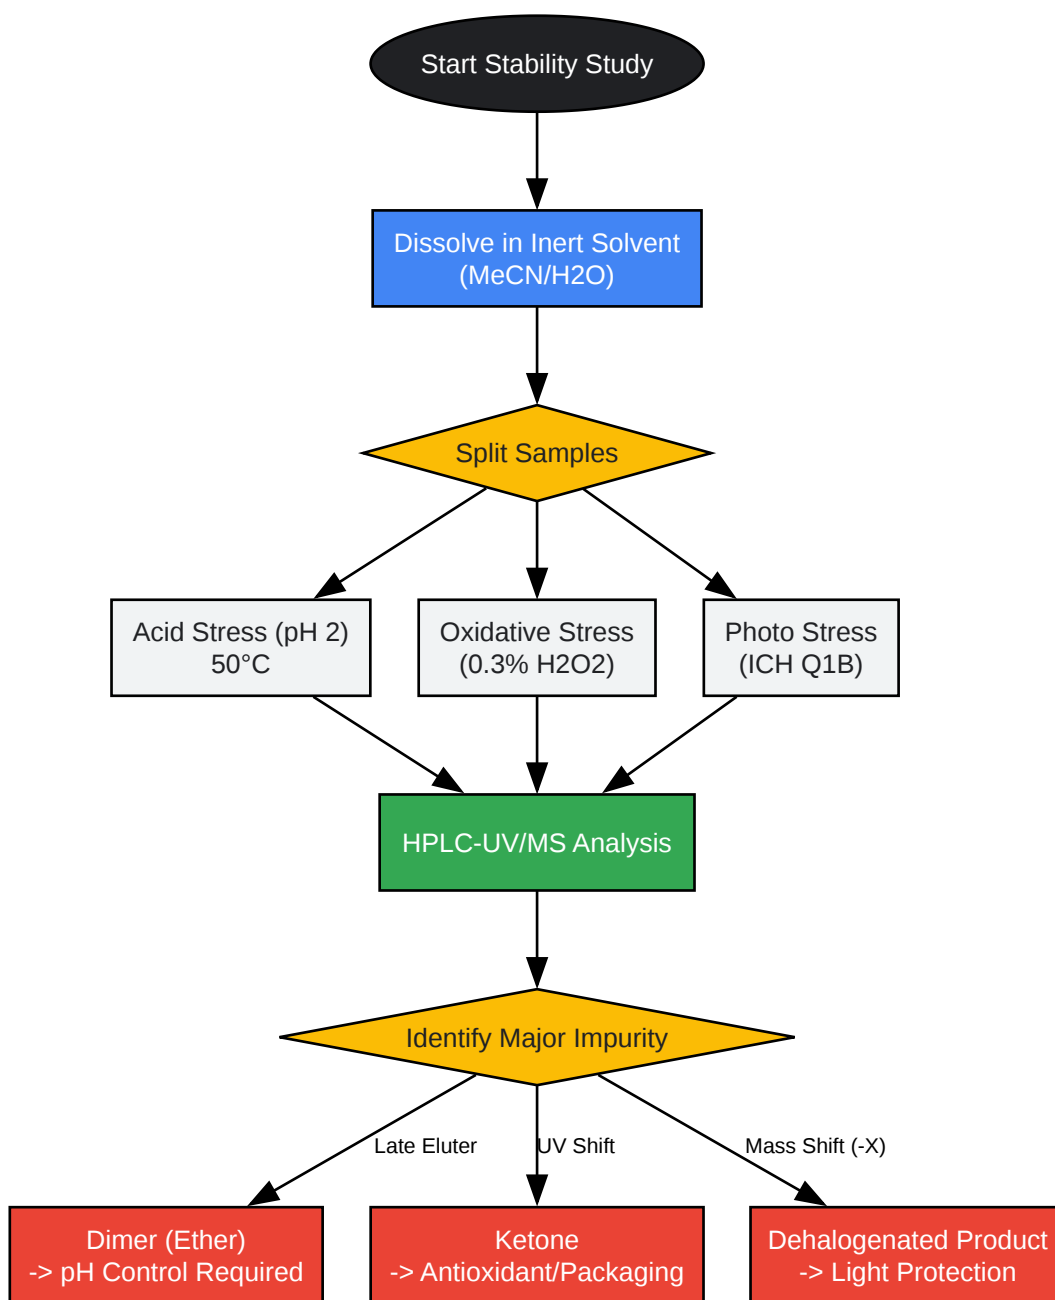 Start Stability Study
Dissolve in Inert Solvent
(MeCN/H2O)
Split Samples
Acid Stress (pH 2)
50°C
Oxidative Stress
(0.3% H2O2)
Photo Stress
(ICH Q1B)
HPLC-UV/MS Analysis
Identify Major Impurity
Late Eluter
UV Shift
Mass Shift (-X)
Dimer (Ether)
-> pH Control Required
Ketone
-> Antioxidant/Packaging
Dehalogenated Product
-> Light Protection